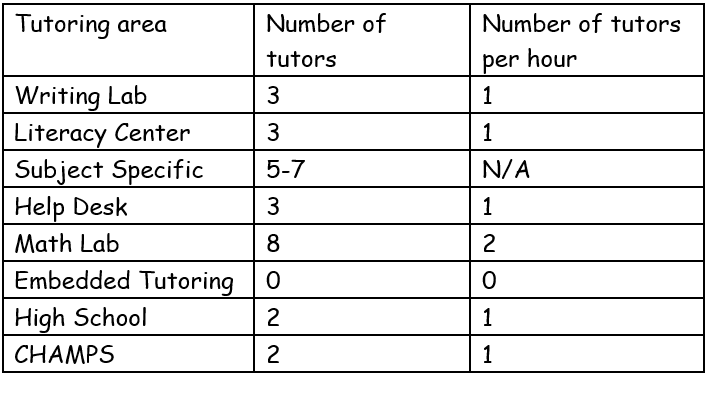 Tutoring area Number of tutors Number of tutors per hour
Writing Lab 3 1
Literacy Center 3 1
Subject Specific 5-7 N/A
Help Desk 3 1
Math Lab 8 2
Embedded Tutoring 0 0
High School 2 1
CHAMPS 2 1